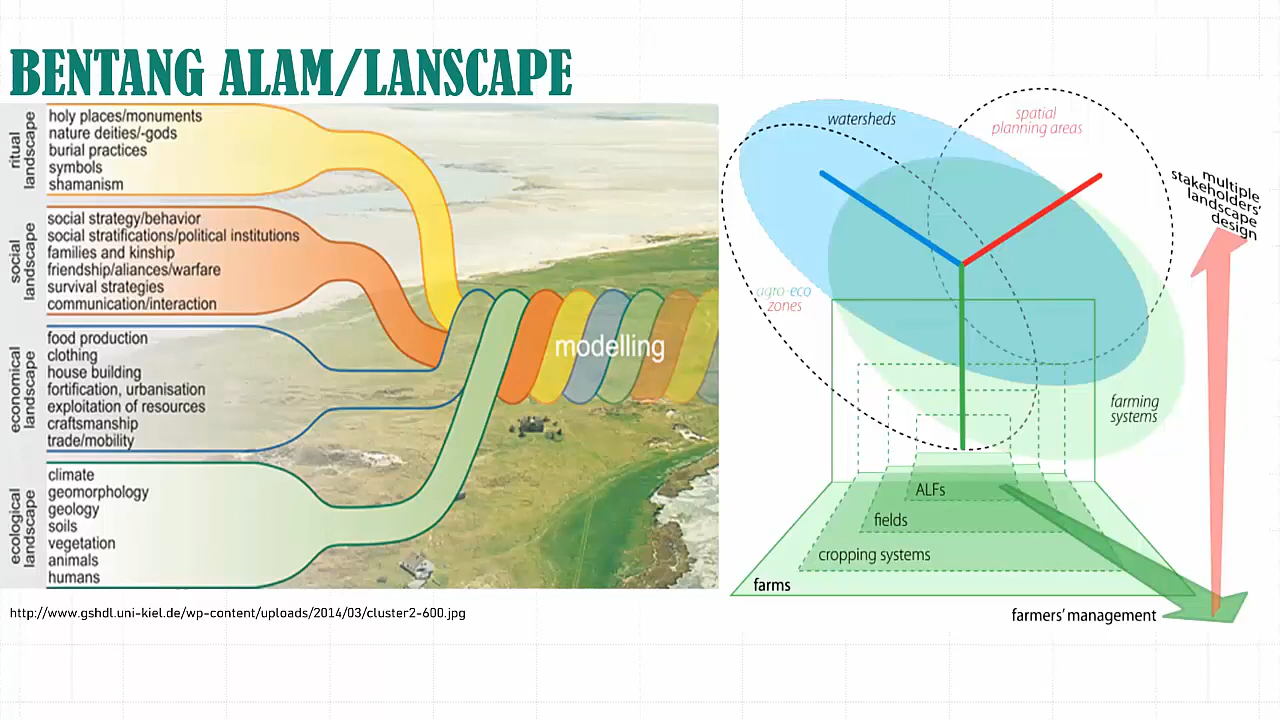 BENTANG ALAM/LANSCAPE
ritual
landscape
holy places/monuments
nature deities/-gods
burial practices
symbols
shamanism
social
landscape
social strategy/behavior
social stratifications/political institutions
families and kinship
friendship/aliances/warfare
survival strategies
communication/interaction
economical
landscape
food production
clothing
house building
fortification, urbanisation
exploitation of resources
craftsmanship
trade/mobility
ecological
landscape
climate
geomorphology
geology
soils
vegetation
animals
humans
modelling
http://www.gshdl.uni-kiel.de/wp-content/uploads/2014/03/cluster2-600.jpg
watersheds
spatial
planning areas
multiple
stakeholders'
landscape
design
agro-eco
zones
farming
systems
ALFs
fields
cropping systems
farms
farmers' management